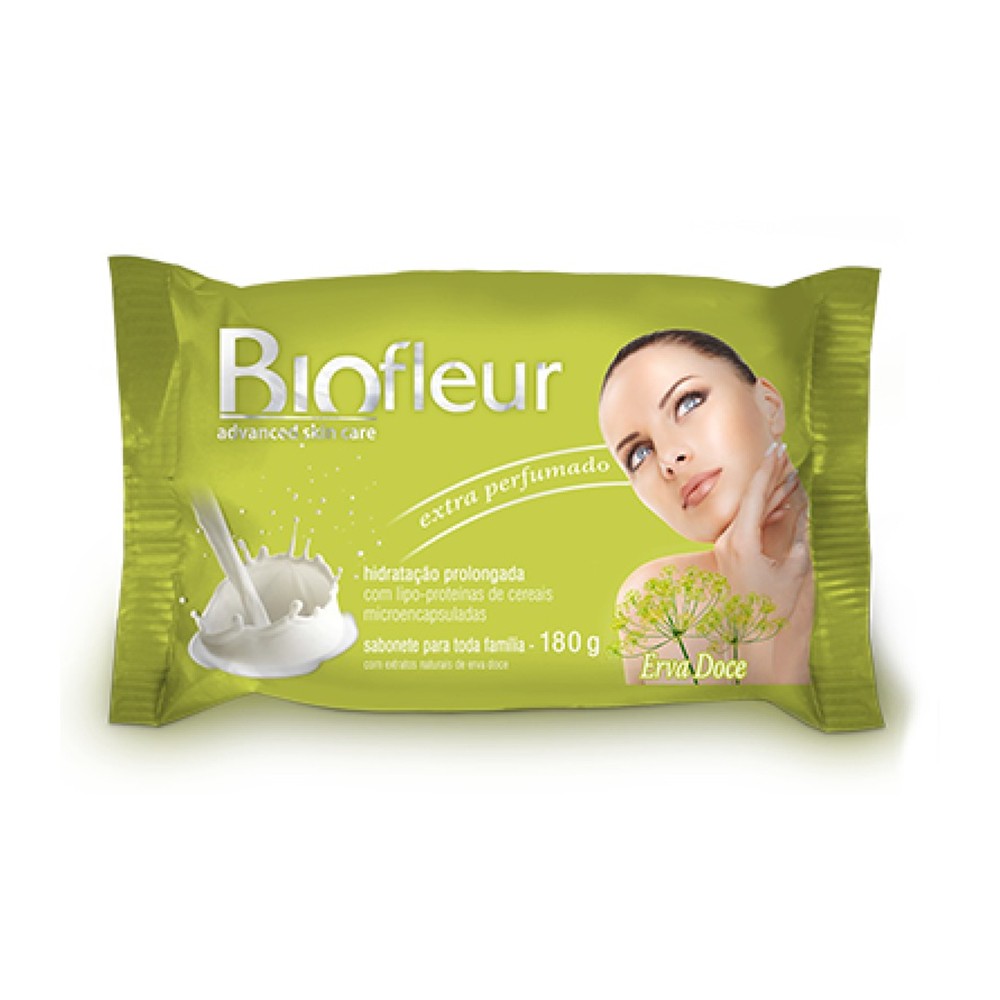 Biofleur
advanced skin care
extra perfumado
hidratação prolongada
com lipo-proteínas de cereais
microencapsuladas
sabonete para toda família - 180 g
com extratos naturais de erva doce
Erva Doce